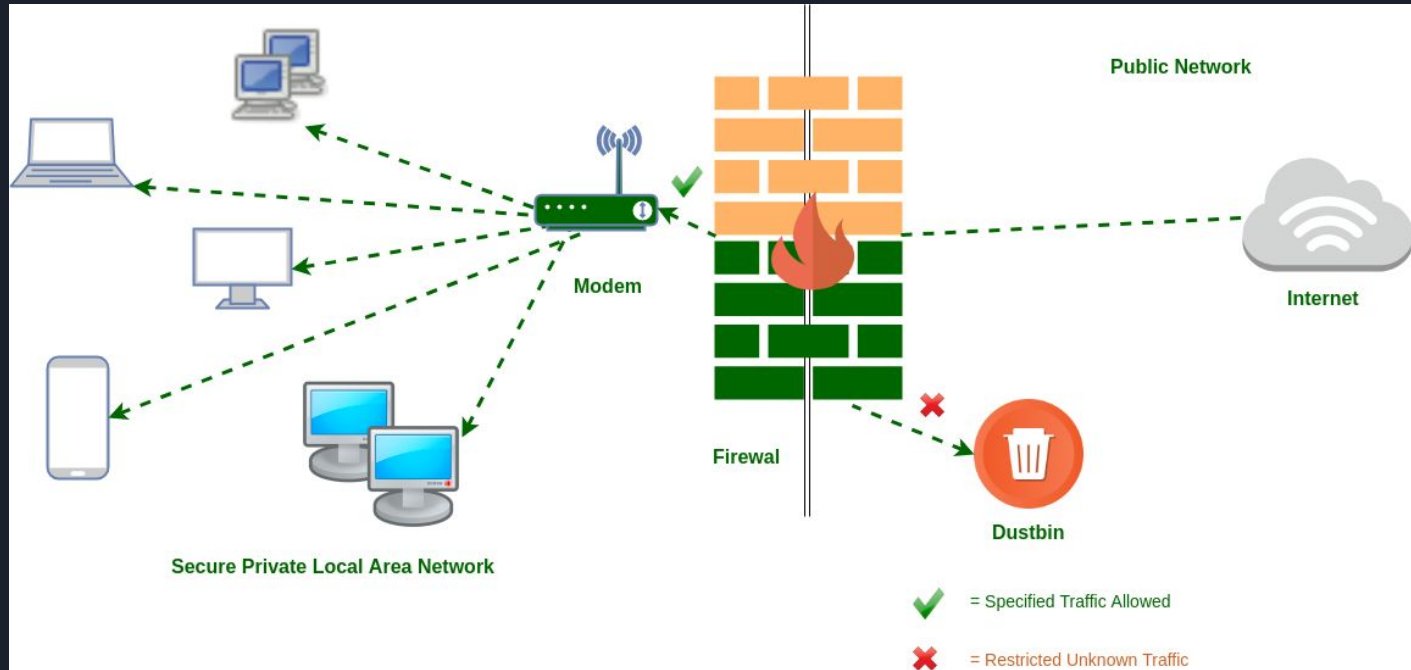 Public Network
Modem
Internet
Firewal
Dustbin
Secure Private Local Area Network
= Specified Traffic Allowed
= Restricted Unknown Traffic